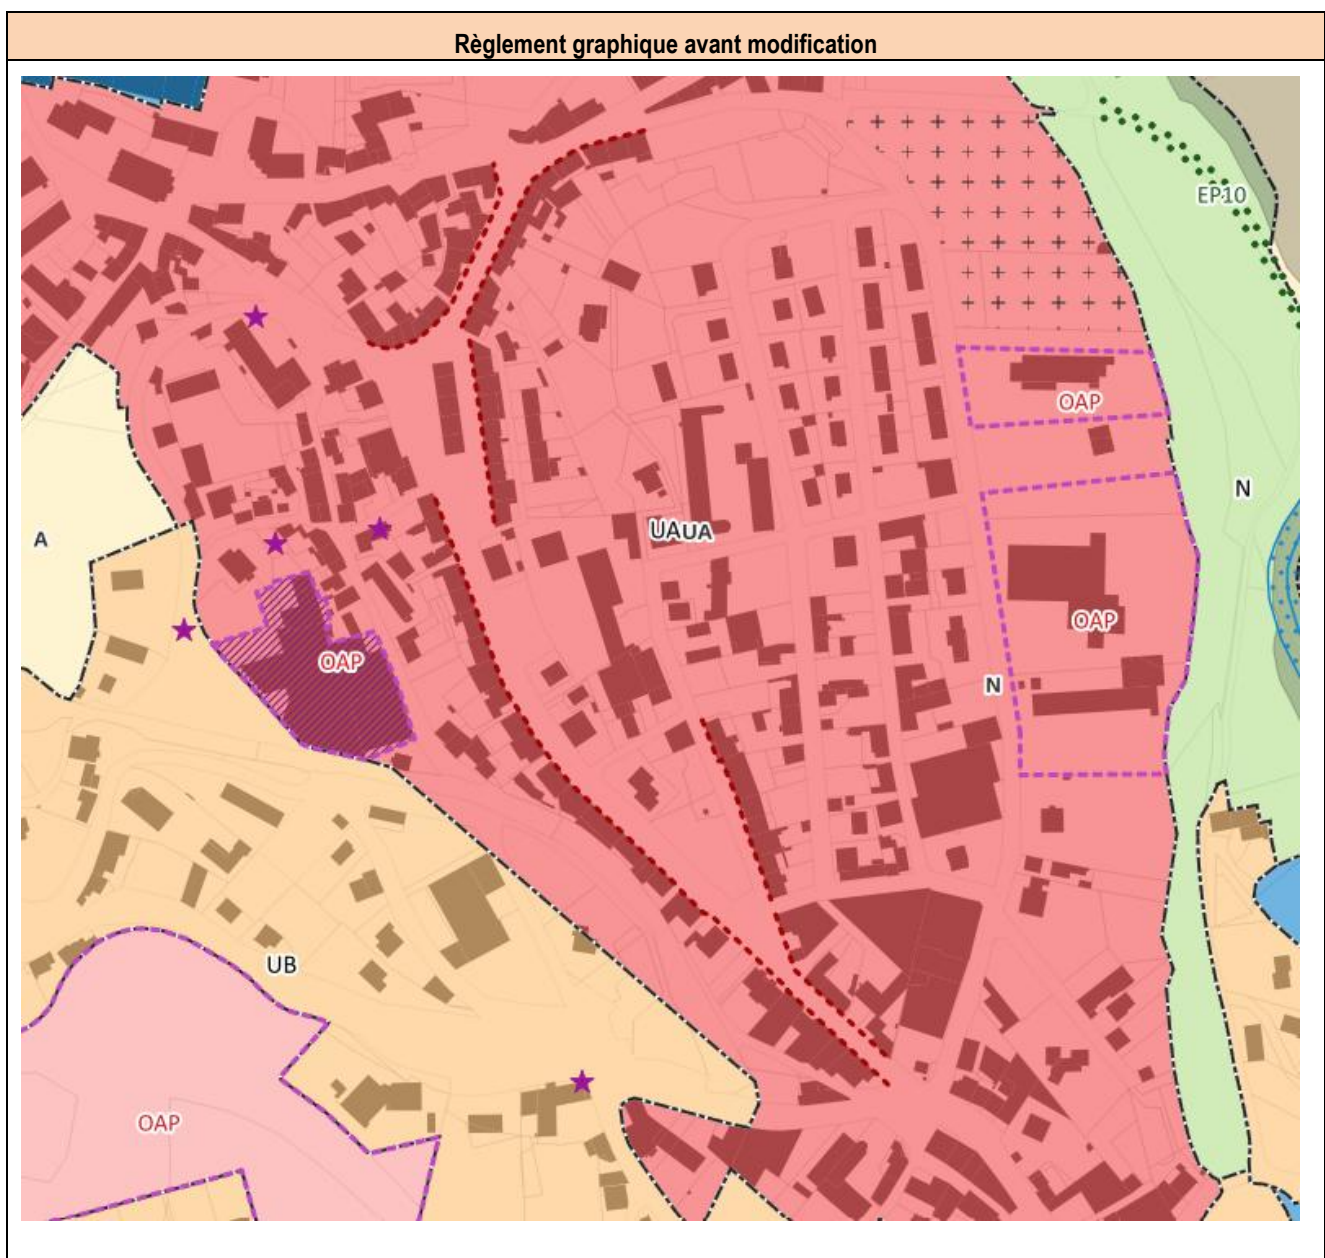 Règlement graphique avant modification
EP10
OAP
N
UAUA
A
OAP
OAP
N
UB
OAP